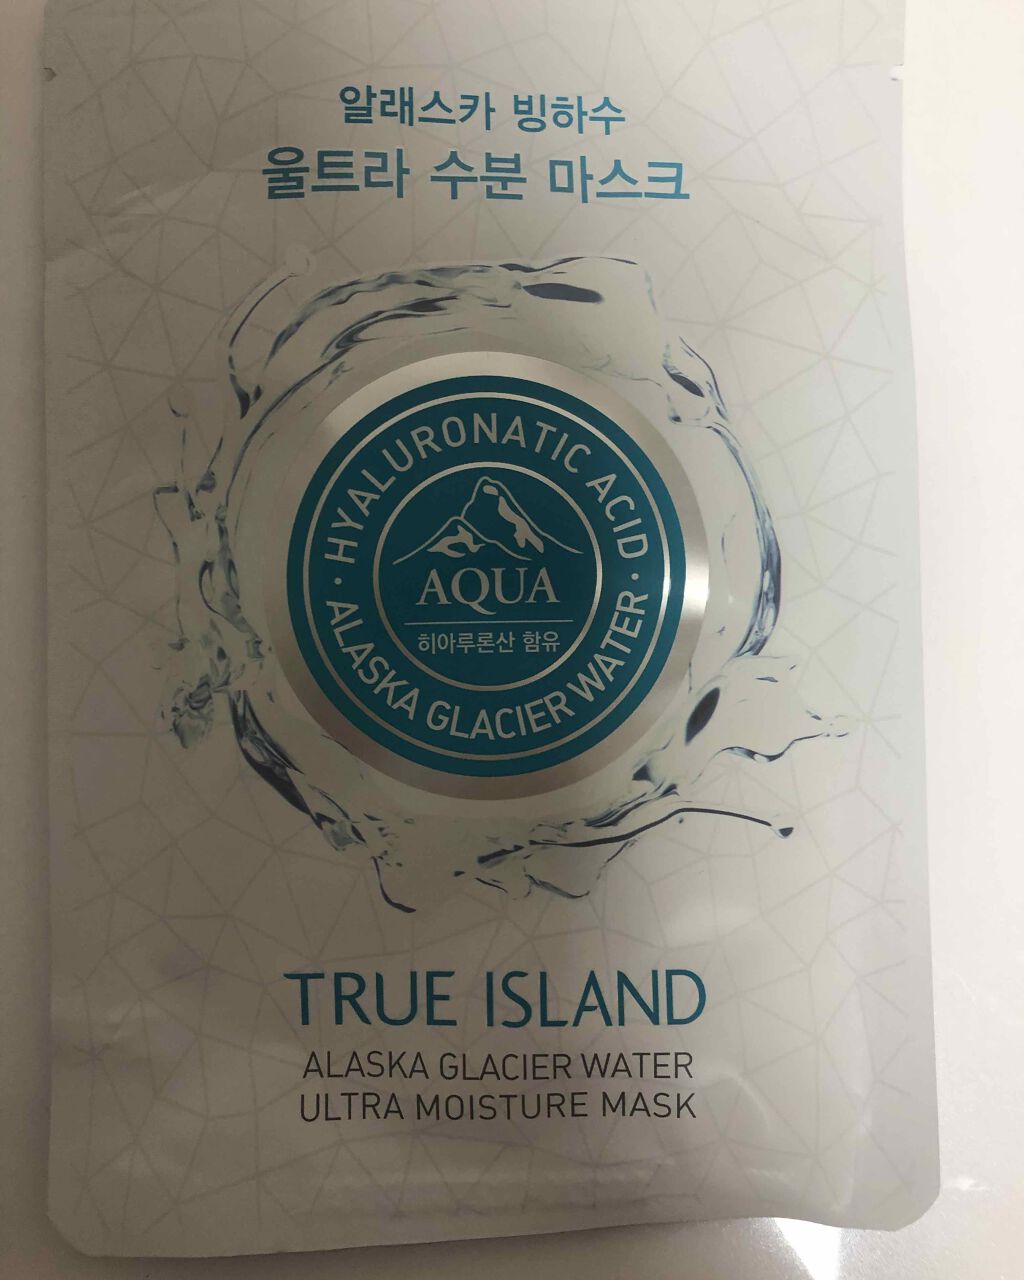 알래스카 빙하수
울트라 수분 마스크
HYALURONATIC ACID
AQUA
히아루론산 함유
· ALASKA GLACIER WATER ·
TRUE ISLAND
ALASKA GLACIER WATER
ULTRA MOISTURE MASK